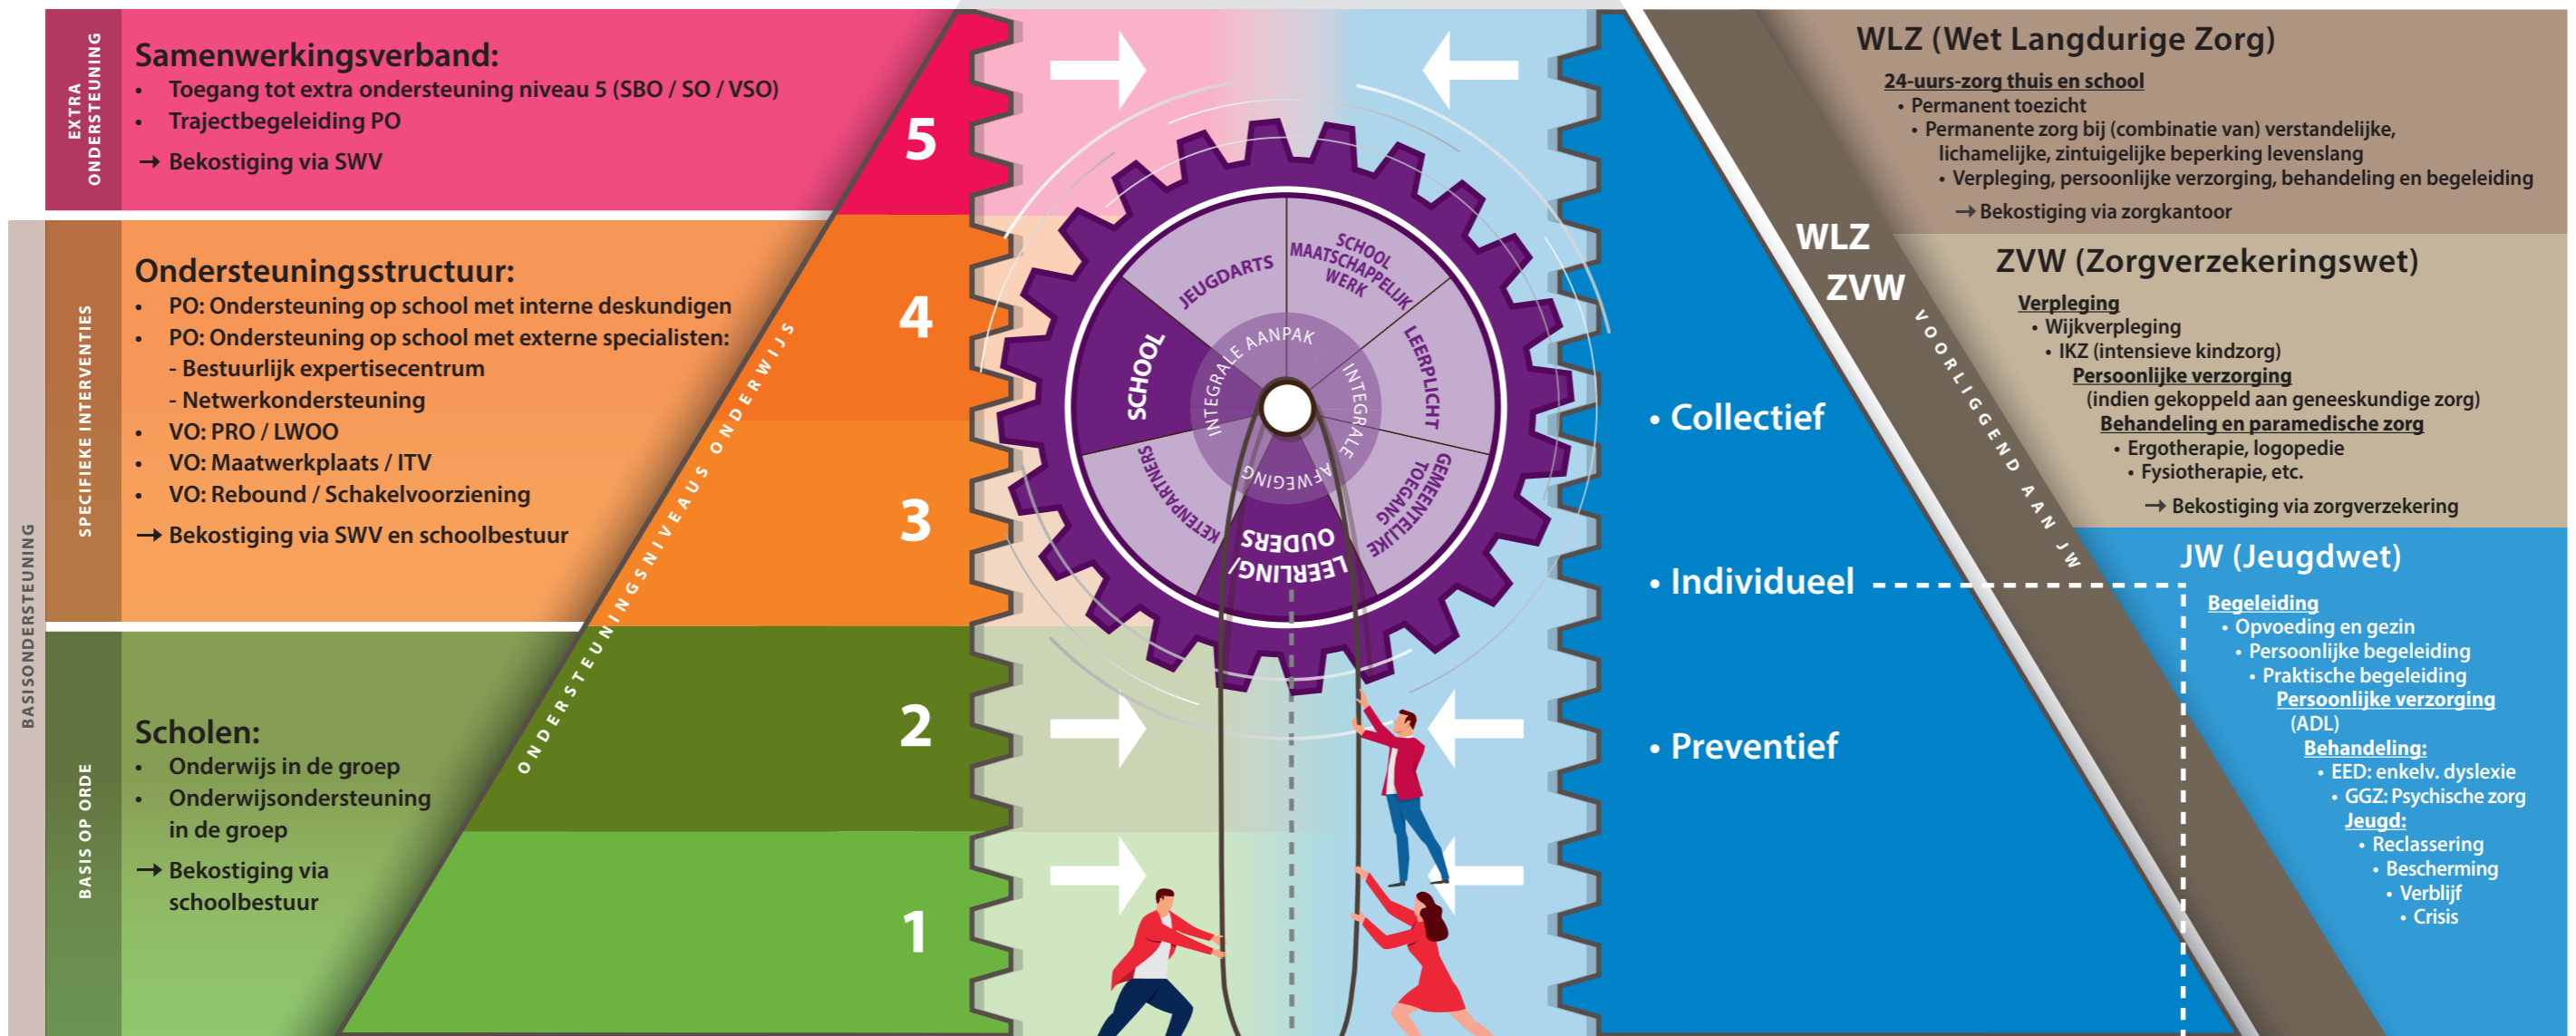 BASISONDERSTEUNING
EXTRA
ONDERSTEUNING
Samenwerkingsverband:
• Toegang tot extra ondersteuning niveau 5 (SBO / SO / VSO)
• Trajectbegeleiding PO
→ Bekostiging via SWV
SPECIFIEKE INTERVENTIES
Ondersteuningsstructuur:
• PO: Ondersteuning op school met interne deskundigen
• PO: Ondersteuning op school met externe specialisten:
- Bestuurlijk expertisecentrum
- Netwerkondersteuning
• VO: PRO / LWOO
• VO: Maatwerkplaats / ITV
• VO: Rebound / Schakelvoorziening
→ Bekostiging via SWV en schoolbestuur
BASIS OP ORDE
Scholen:
• Onderwijs in de groep
• Onderwijsondersteuning
in de groep
→ Bekostiging via
schoolbestuur
ONDERSTEUNINGSNIVEAUS ONDERWIJS
5
4
3
2
1
JEUGDARTS
SCHOOL
MAATSCHAPPELIJK
WERK
LEERPLICHT
GEMEENTELIJKE
TOEGANG
LEERLING/
OUDERS
KETENPARTNERS
SCHOOL
INTEGRALE AANPAK
INTEGRALE AFWEGING
• Collectief
• Individueel
• Preventief
WLZ
ZVW
VOORLIGGEND AAN JW
WLZ (Wet Langdurige Zorg)
24-uurs-zorg thuis en school
• Permanent toezicht
• Permanente zorg bij (combinatie van) verstandelijke,
lichamelijke, zintuigelijke beperking levenslang
• Verpleging, persoonlijke verzorging, behandeling en begeleiding
→ Bekostiging via zorgkantoor
ZVW (Zorgverzekeringswet)
Verpleging
• Wijkverpleging
• IKZ (intensieve kindzorg)
Persoonlijke verzorging
(indien gekoppeld aan geneeskundige zorg)
Behandeling en paramedische zorg
• Ergotherapie, logopedie
• Fysiotherapie, etc.
→ Bekostiging via zorgverzekering
JW (Jeugdwet)
Begeleiding
• Opvoeding en gezin
• Persoonlijke begeleiding
• Praktische begeleiding
Persoonlijke verzorging
(ADL)
Behandeling:
• EED: enkelv. dyslexie
• GGZ: Psychische zorg
Jeugd:
• Reclassering
• Bescherming
• Verblijf
• Crisis